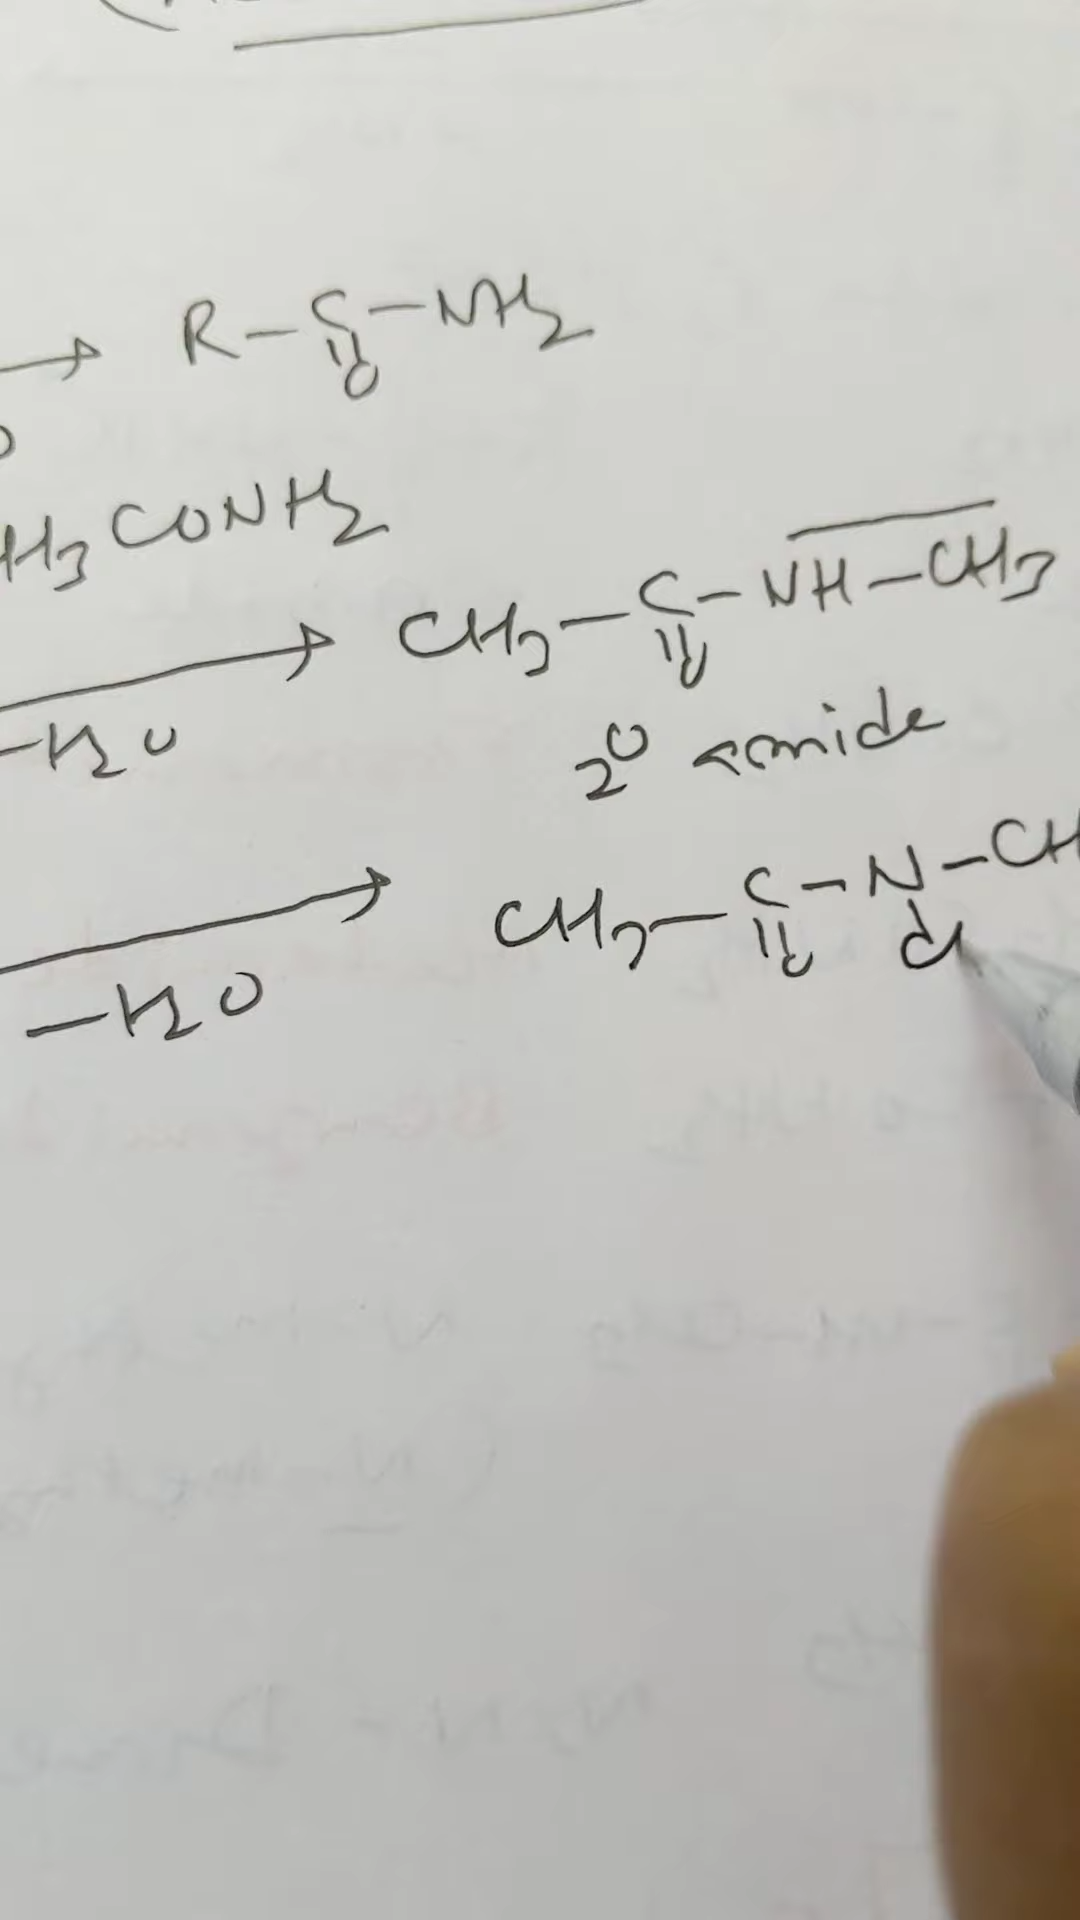 → R-C-NH2
||
O
H3CONH2
→ CH3-C-NH-CH3
||
O
-H2O
2° amide
→ CH3-C-N-CH
||
O
-H2O